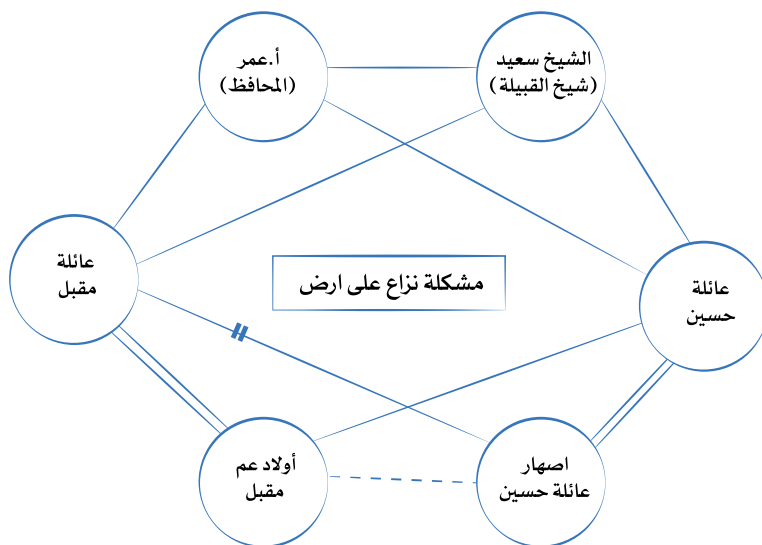 الشيخ سعيد
(شيخ القبيلة)
أ.عمر
(المحافظ)
عائلة
مقبل
مشكلة نزاع على ارض
عائلة
حسين
أولاد عم
مقبل
اصهار
عائلة حسين